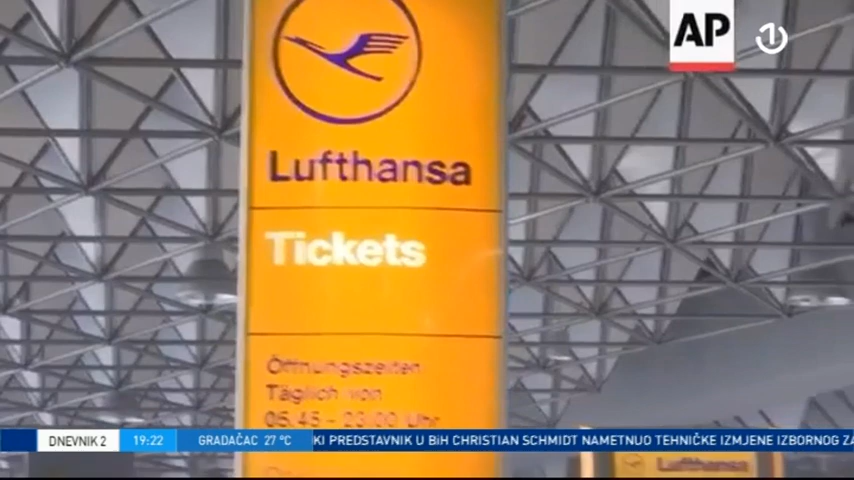 AP
Lufthansa
Tickets
Öffnungszeiten
Täglich von
05.45 - 23.00 Uhr
DNEVNIK 2 19:22 GRADAČAC 27 °C KI PREDSTAVNIK U BiH CHRISTIAN SCHMIDT NAMETNUO TEHNIČKE IZMJENE IZBORNOG ZA
Lufthansa